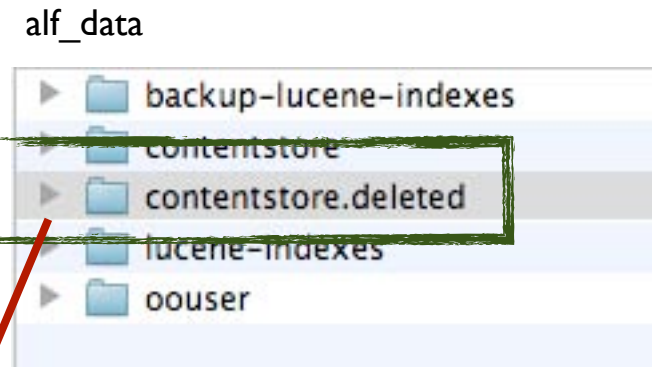 alf_data
backup-lucene-indexes
contentstore
contentstore.deleted
lucene-indexes
oouser